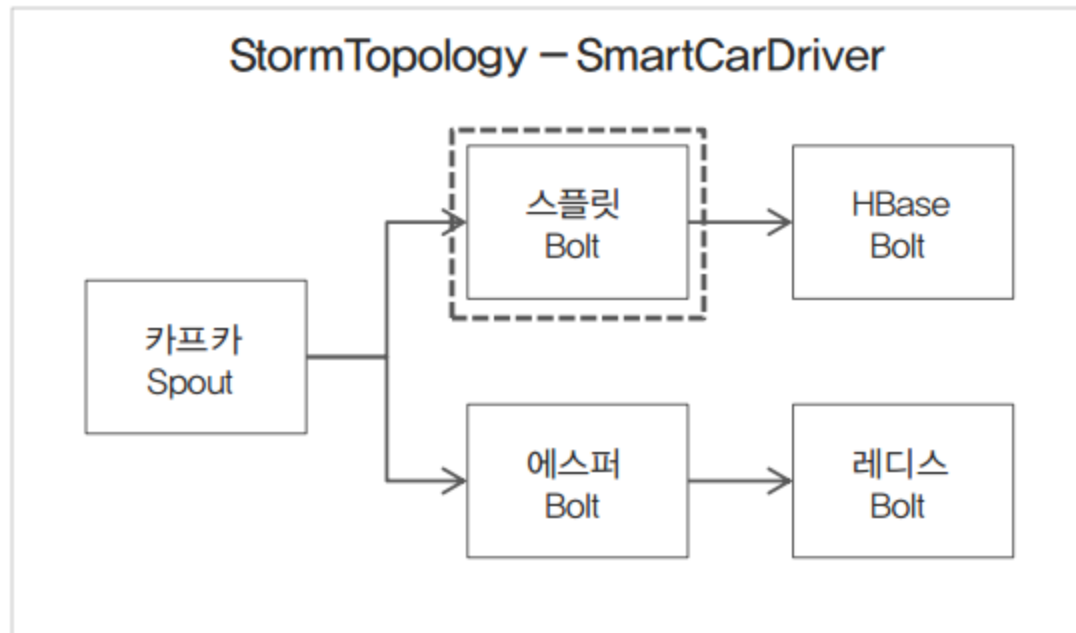 StormTopology – SmartCarDriver
카프카
Spout
스플릿
Bolt
HBase
Bolt
에스퍼
Bolt
레디스
Bolt